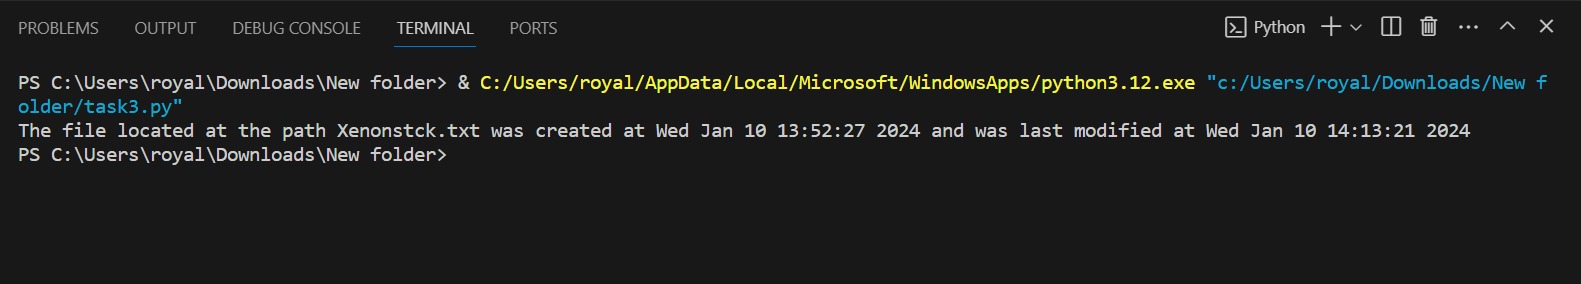 PROBLEMS OUTPUT DEBUG CONSOLE TERMINAL PORTS Python
PS C:\Users\royal\Downloads\New folder> & C:/Users/royal/AppData/Local/Microsoft/WindowsApps/python3.12.exe "c:/Users/royal/Downloads/New f
older/task3.py"
The file located at the path Xenonstck.txt was created at Wed Jan 10 13:52:27 2024 and was last modified at Wed Jan 10 14:13:21 2024
PS C:\Users\royal\Downloads\New folder>